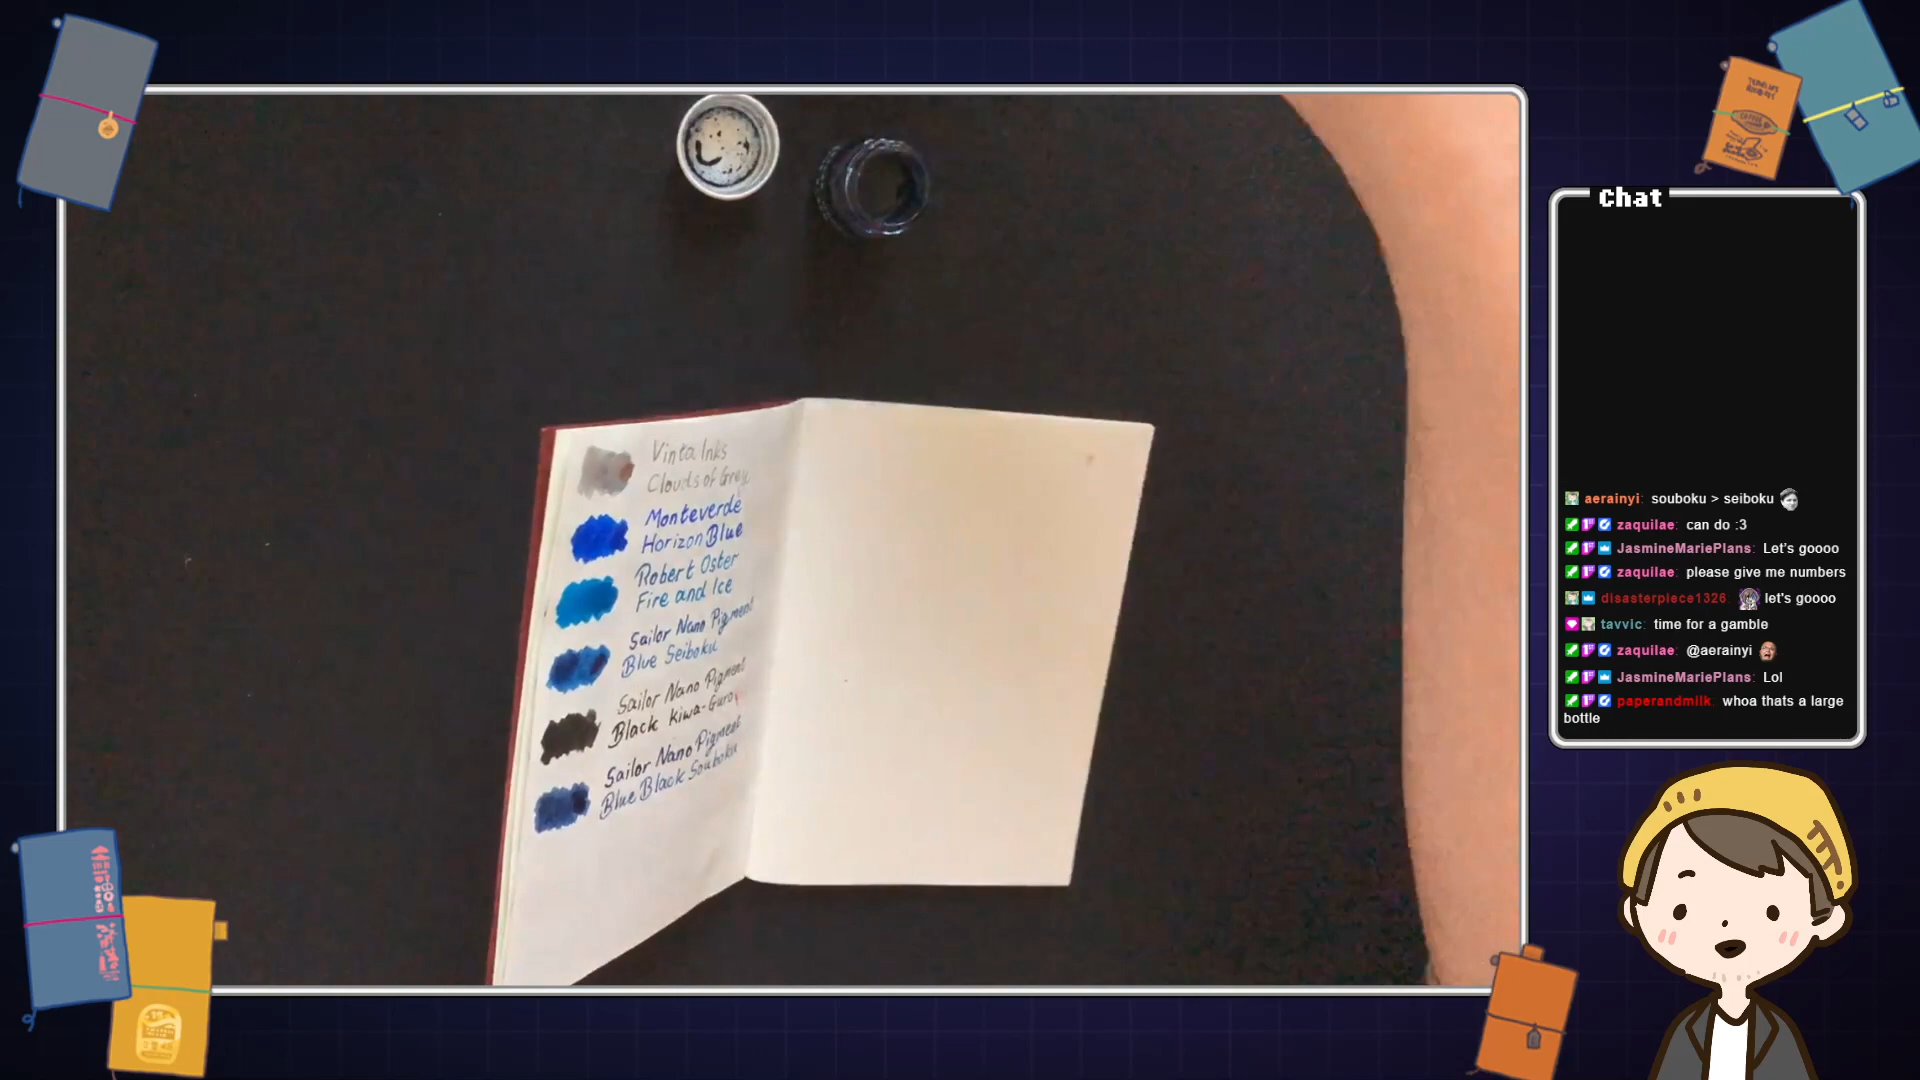 Vinta Inks
Clouds of Grey
Monteverde
Horizon Blue
Robert Oster
Fire and Ice
Sailor Nano Pigment
Blue Seiboku
Sailor Nano Pigment
Black Kiwa-Guro
Sailor Nano Pigment
Blue Black Souboku
chat
aerainyi: souboku > seiboku
zaquilae: can do :3
JasmineMariePlans: Let's goooo
zaquilae: please give me numbers
disasterpiece1326: let's goooo
tavvic: time for a gamble
zaquilae: @aerainyi
JasmineMariePlans: Lol
paperandmilk: whoa thats a large
bottle